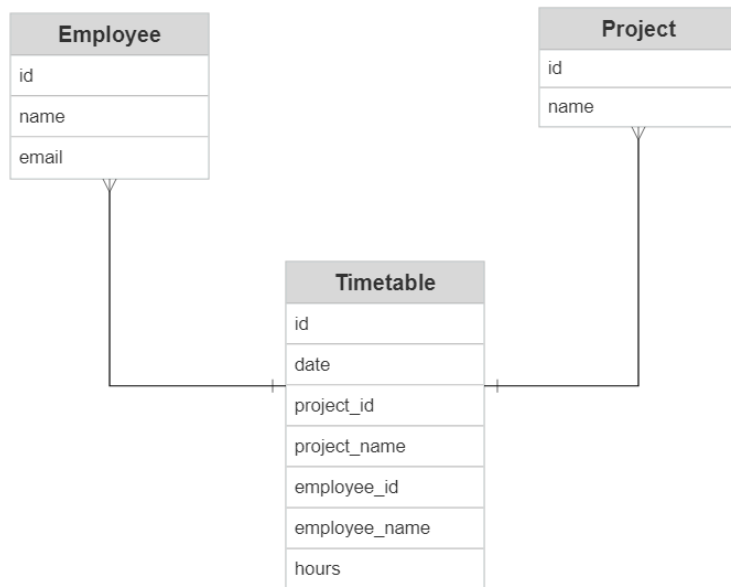 Employee
id
name
email
Project
id
name
Timetable
id
date
project_id
project_name
employee_id
employee_name
hours